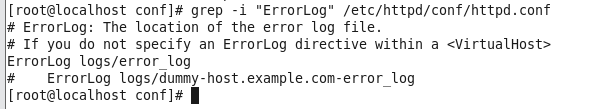 [root@localhost conf]# grep -i "ErrorLog" /etc/httpd/conf/httpd.conf
# ErrorLog: The location of the error log file.
# If you do not specify an ErrorLog directive within a <VirtualHost>
ErrorLog logs/error_log
#    ErrorLog logs/dummy-host.example.com-error_log
[root@localhost conf]#